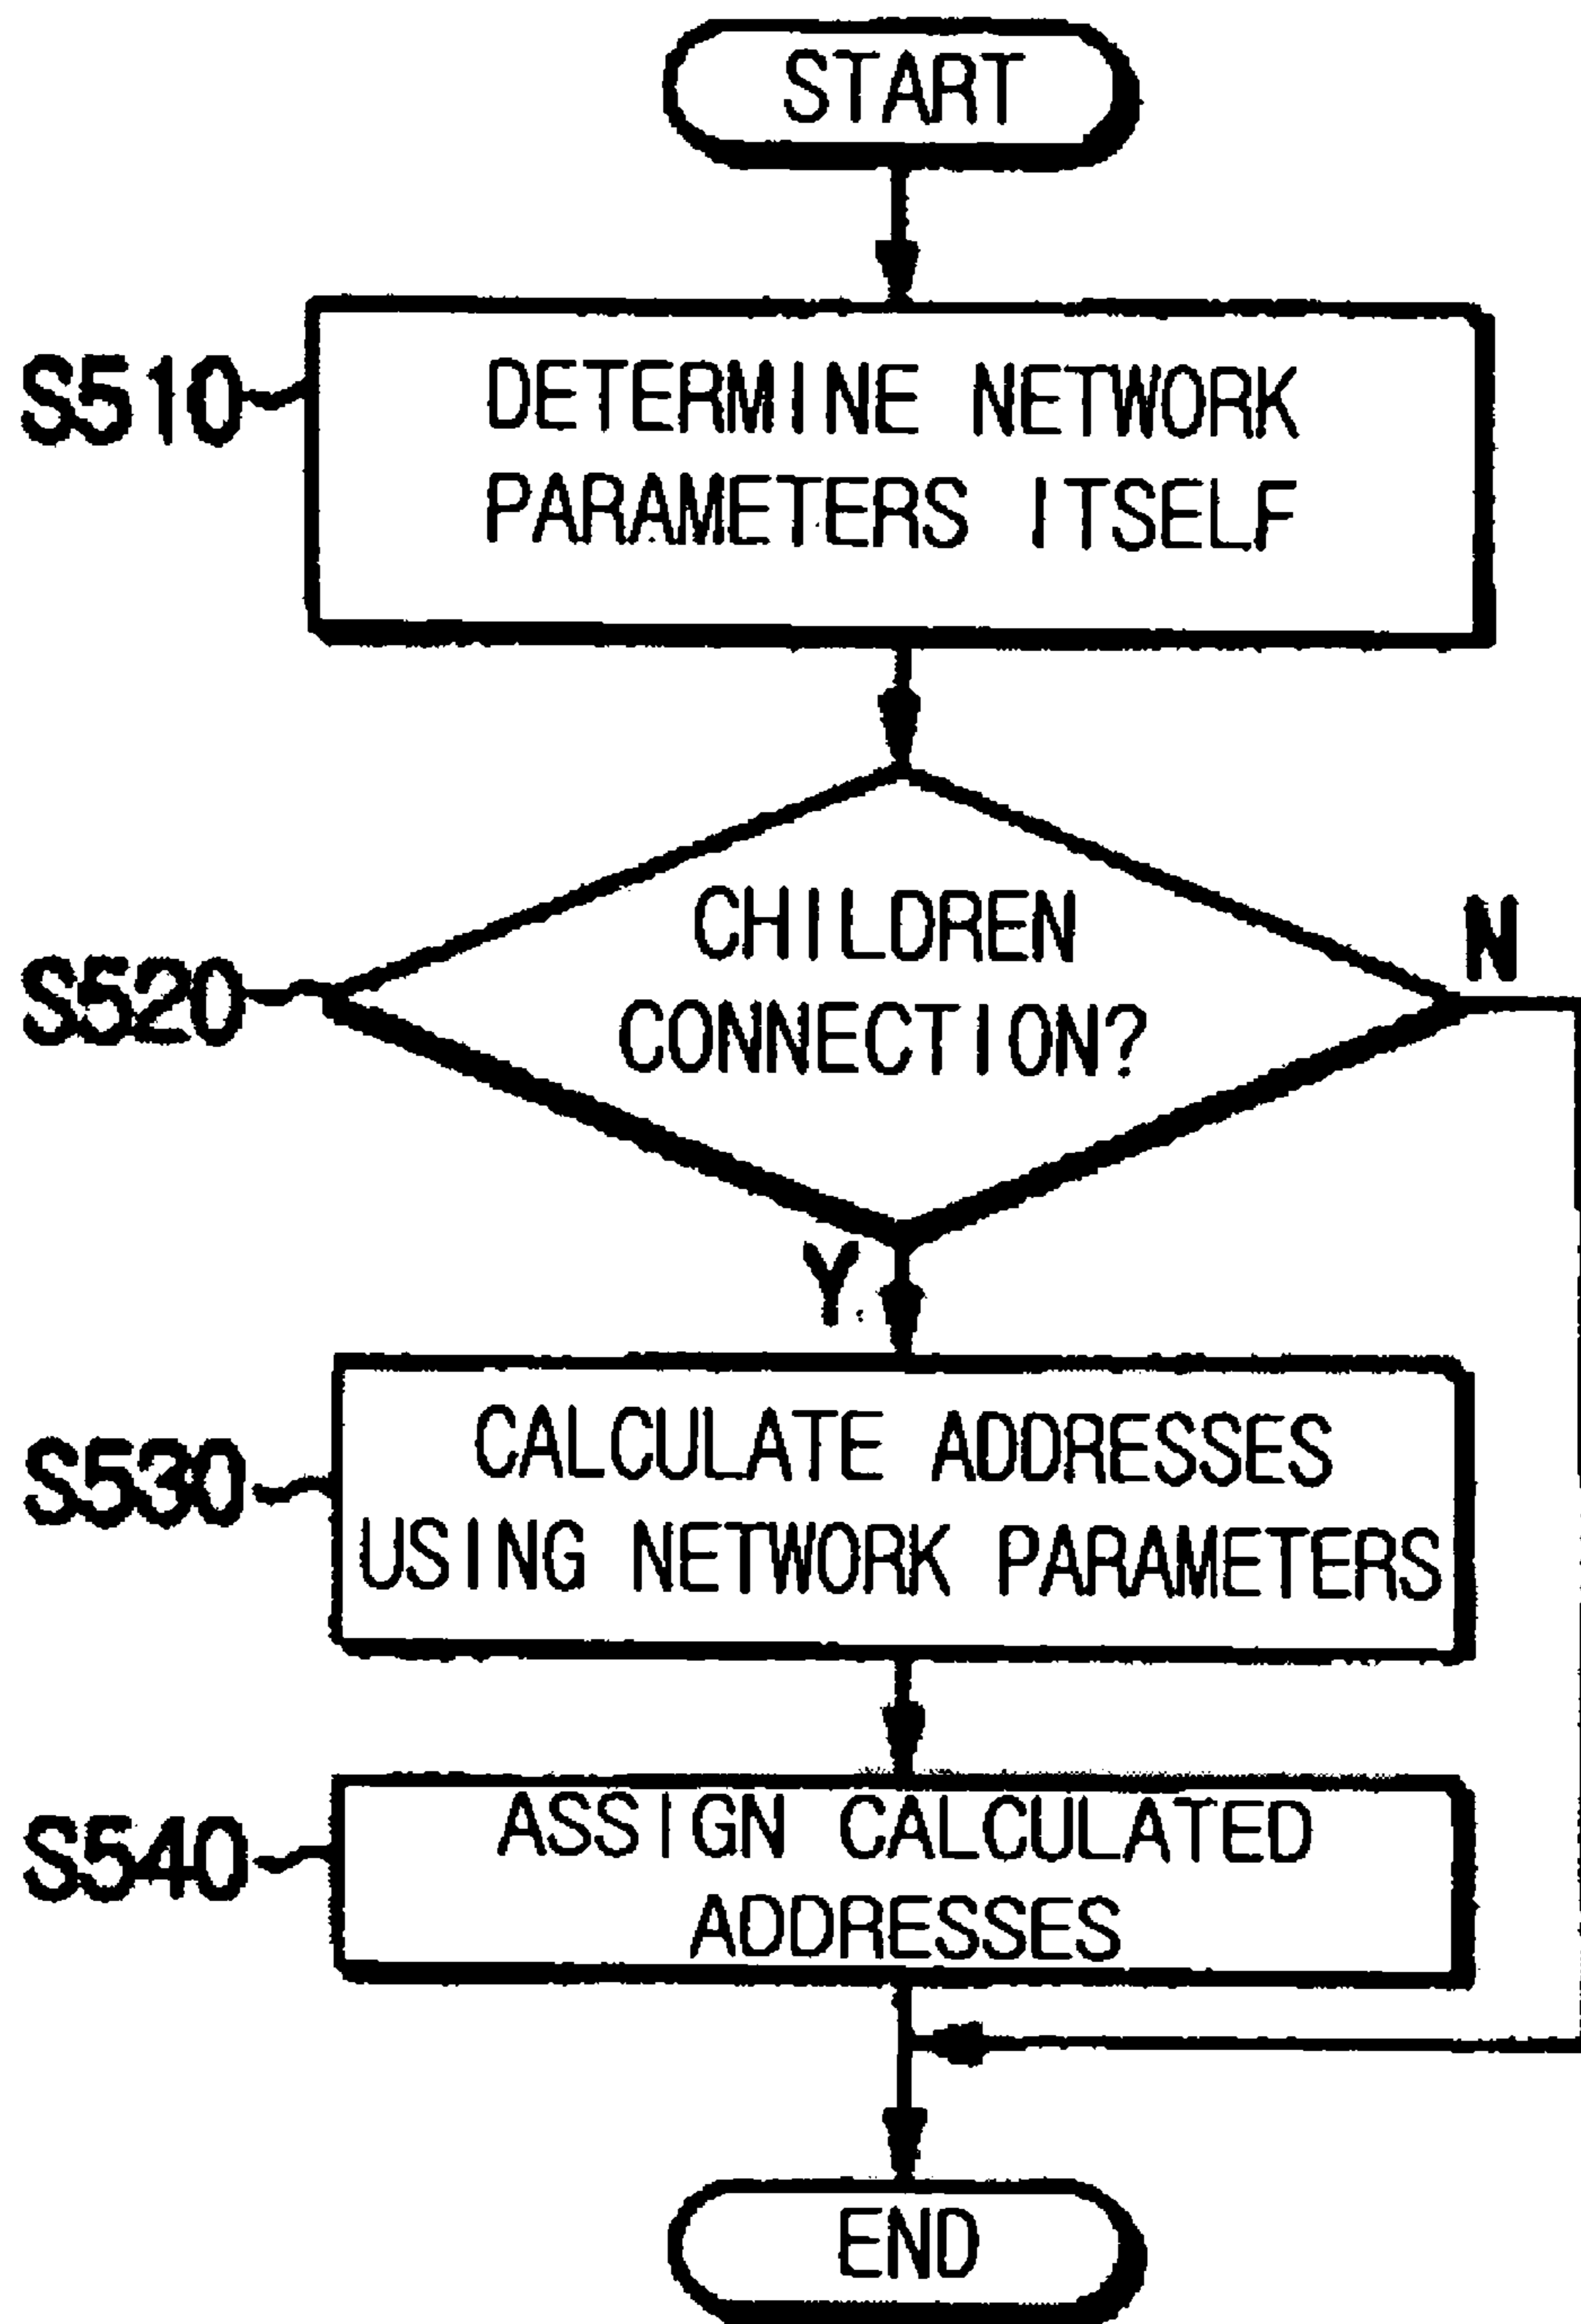 START
S510
DETERMINE NETWORK
PARAMETERS ITSELF
S520
CHILDREN
CONNECTION?
N
Y
S530
CALCULATE ADDRESSES
USING NETWORK PARAMETERS
S540
ASSIGN CALCULATED
ADDRESSES
END